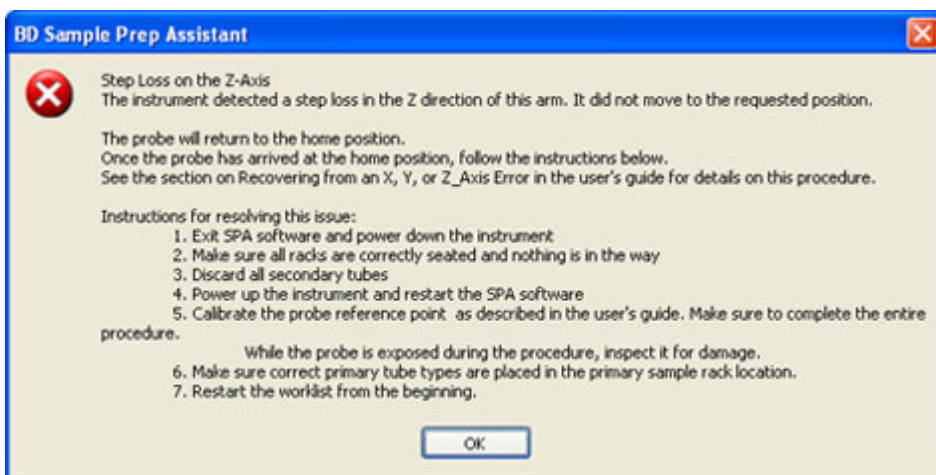 BD Sample Prep Assistant
Step Loss on the Z-Axis
The instrument detected a step loss in the Z direction of this arm. It did not move to the requested position.
The probe will return to the home position.
Once the probe has arrived at the home position, follow the instructions below.
See the section on Recovering from an X, Y, or Z_Axis Error in the user's guide for details on this procedure.
Instructions for resolving this issue:
1. Exit SPA software and power down the instrument
2. Make sure all racks are correctly seated and nothing is in the way
3. Discard all secondary tubes
4. Power up the instrument and restart the SPA software
5. Calibrate the probe reference point as described in the user's guide. Make sure to complete the entire
procedure.
While the probe is exposed during the procedure, inspect it for damage.
6. Make sure correct primary tube types are placed in the primary sample rack location.
7. Restart the worklist from the beginning.
OK